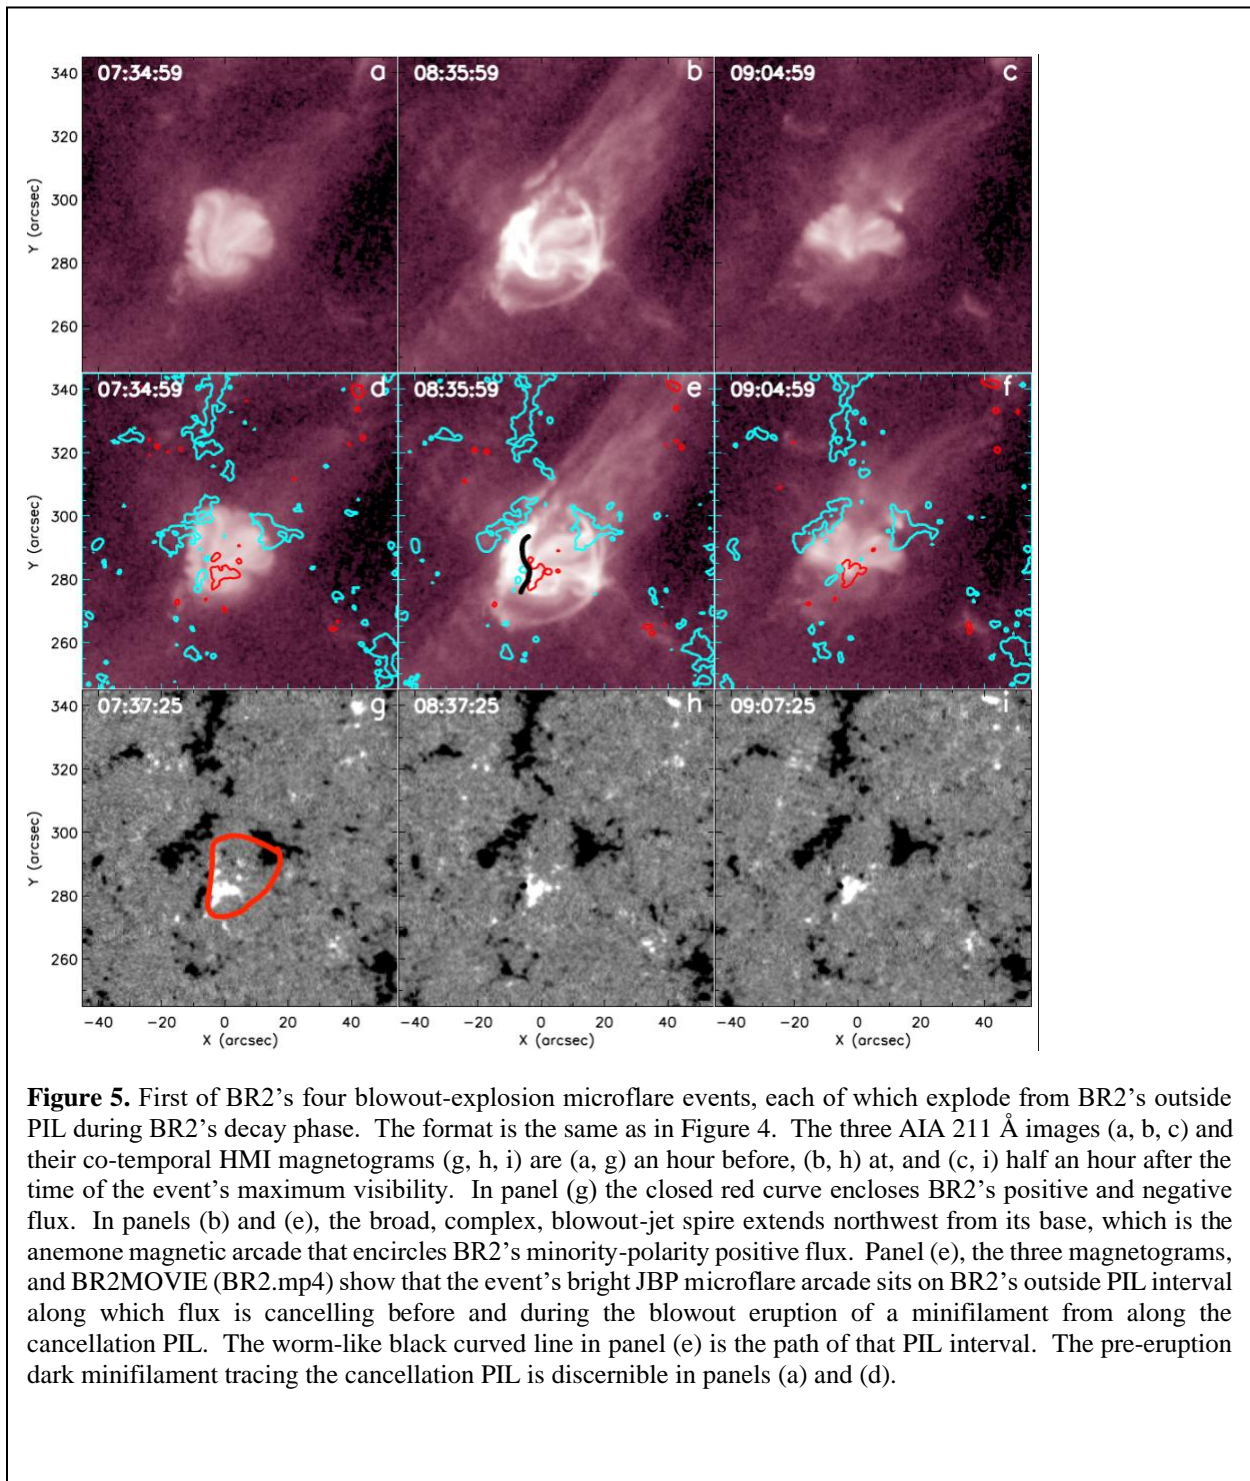 340
320
300
280
260
Y (arcsec)
07:34:59
a
08:35:59
b
09:04:59
c
340
320
300
280
260
Y (arcsec)
07:34:59
d
08:35:59
e
09:04:59
f
340
320
300
280
260
Y (arcsec)
07:37:25
g
08:37:25
h
09:07:25
i
−40 −20 0 20 40
X (arcsec)
−40 −20 0 20 40
X (arcsec)
−40 −20 0 20 40
X (arcsec)
Figure 5. First of BR2’s four blowout-explosion microflare events, each of which explode from BR2’s outside
PIL during BR2’s decay phase. The format is the same as in Figure 4. The three AIA 211 Å images (a, b, c) and
their co-temporal HMI magnetograms (g, h, i) are (a, g) an hour before, (b, h) at, and (c, i) half an hour after the
time of the event’s maximum visibility. In panel (g) the closed red curve encloses BR2’s positive and negative
flux. In panels (b) and (e), the broad, complex, blowout-jet spire extends northwest from its base, which is the
anemone magnetic arcade that encircles BR2’s minority-polarity positive flux. Panel (e), the three magnetograms,
and BR2MOVIE (BR2.mp4) show that the event’s bright JBP microflare arcade sits on BR2’s outside PIL interval
along which flux is cancelling before and during the blowout eruption of a minifilament from along the
cancellation PIL. The worm-like black curved line in panel (e) is the path of that PIL interval. The pre-eruption
dark minifilament tracing the cancellation PIL is discernible in panels (a) and (d).